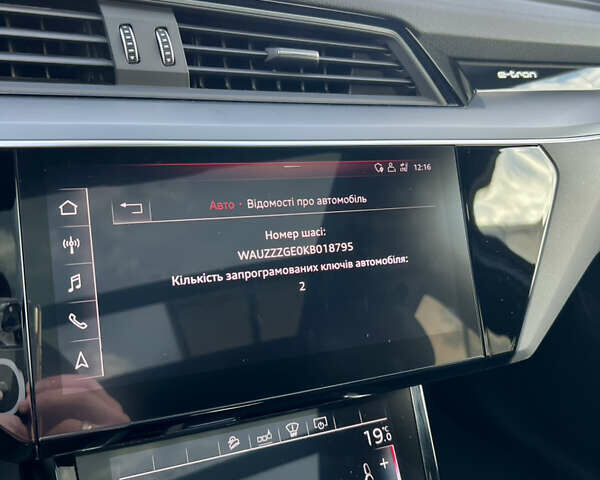 e-tron
12:16
Авто · Відомості про автомобіль
Номер шасі:
WAUZZZGE0KB018795
Кількість запрограмованих ключів автомобіля:
2
19.0°C